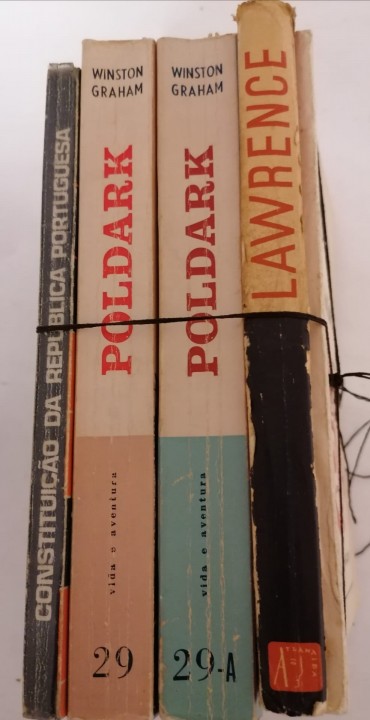 CONSTITUIÇÃO DA REPÚBLICA PORTUGUESA
WINSTON
GRAHAM
POLDARK
vida e aventura
29
WINSTON
GRAHAM
POLDARK
vida e aventura
29-A
LAWRENCE